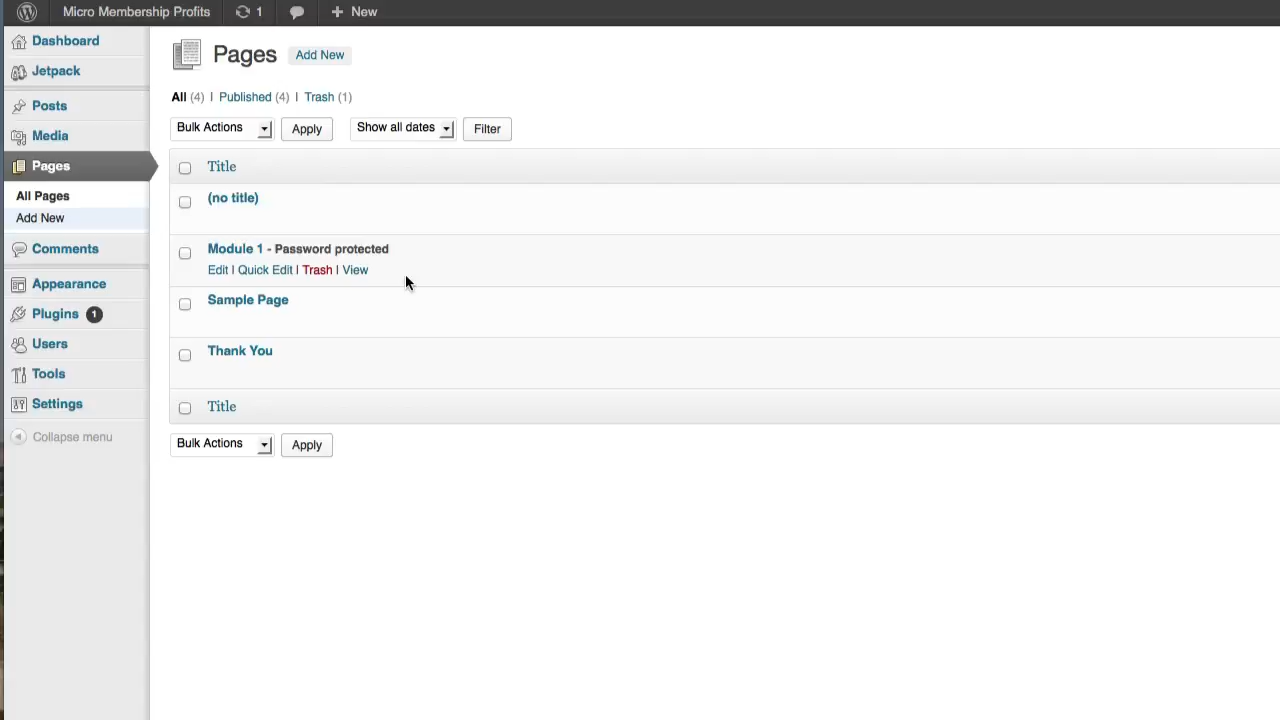 Micro Membership Profits 1 New
Dashboard
Jetpack
Posts
Media
Pages
All Pages
Add New
Comments
Appearance
Plugins 1
Users
Tools
Settings
Collapse menu
Pages Add New
All (4) | Published (4) | Trash (1)
Bulk Actions Apply Show all dates Filter
Title
(no title)
Module 1 - Password protected
Edit | Quick Edit | Trash | View
Sample Page
Thank You
Title
Bulk Actions Apply